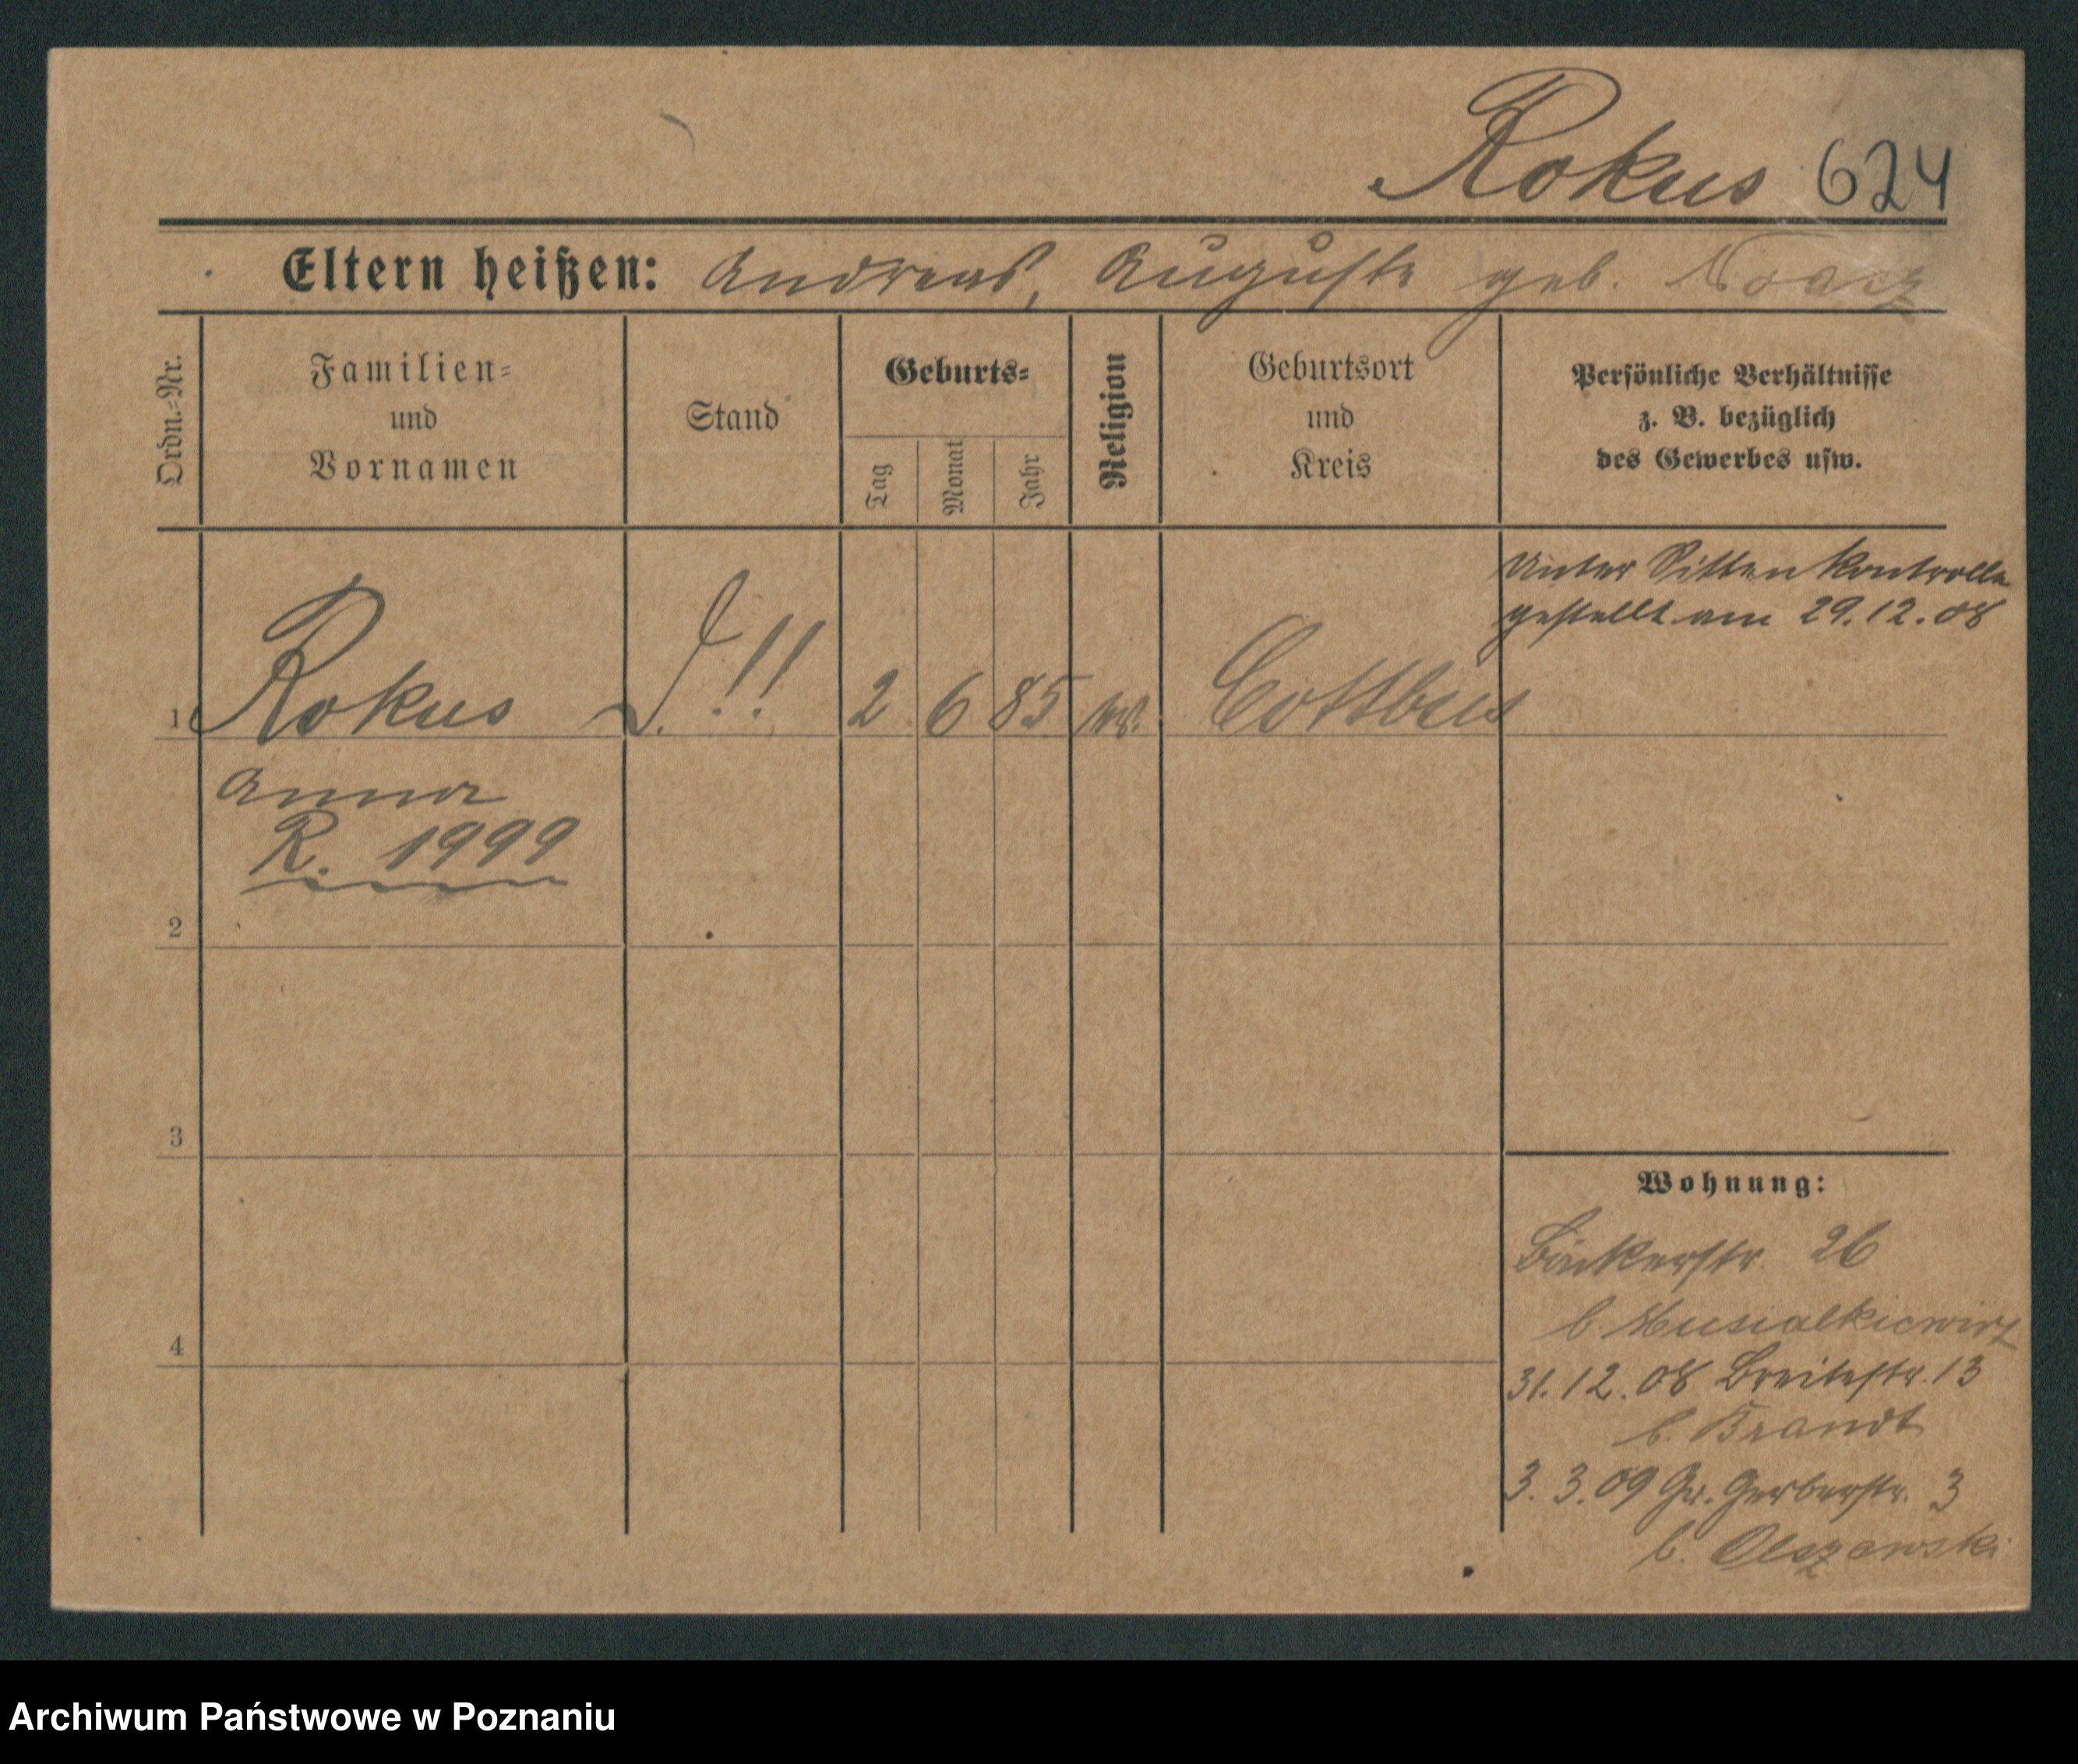 Rokus 624
Eltern heißen: Andreas, Auguste geb.
Ordn.-Nr.
Familien-
und
Vornamen
Stand
Geburts-
Tag
Monat
Jahr
Religion
Geburtsort
und
Kreis
Persönliche Verhältnisse
z. B. bezüglich
des Gewerbes usw.
Unter Sittenkontrolle
gestellt am 29.12.08
1 Rokus !! 2 6 85 Cottbus
Anna
R. 1999
2
3
4
Wohnung:
Bäckerstr. 26
b. Musialkiewicz
31.12.08 Breitestr. 13
b. Brandt
3.3.09 Gr. Gerberstr. 3
b. Olszewski
Archiwum Państwowe w Poznaniu